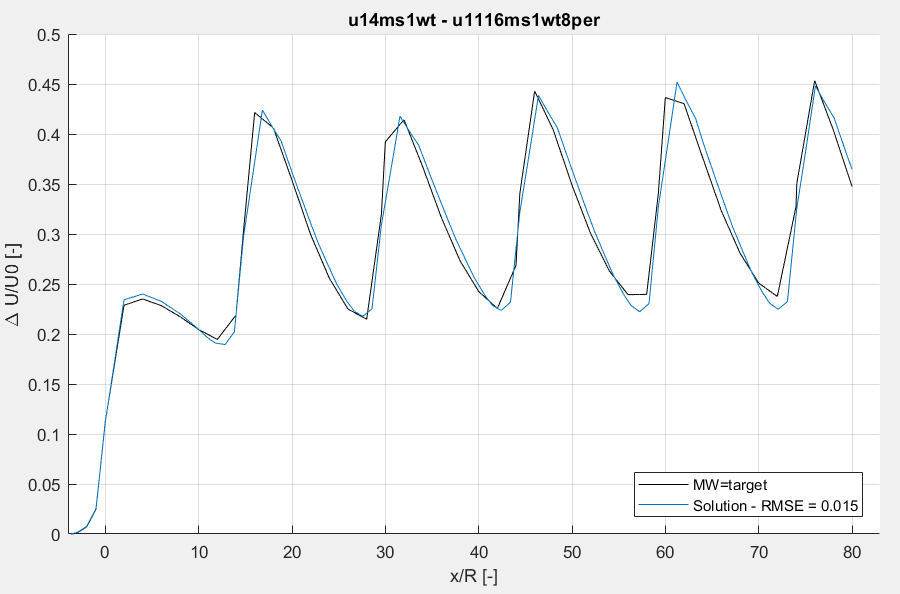 u14ms1wt - u1116ms1wt8per
0.5
0.45
0.4
0.35
0.3
0.25
0.2
0.15
0.1
0.05
0
Δ U/U0 [-]
0 10 20 30 40 50 60 70 80
x/R [-]
MW=target
Solution - RMSE = 0.015